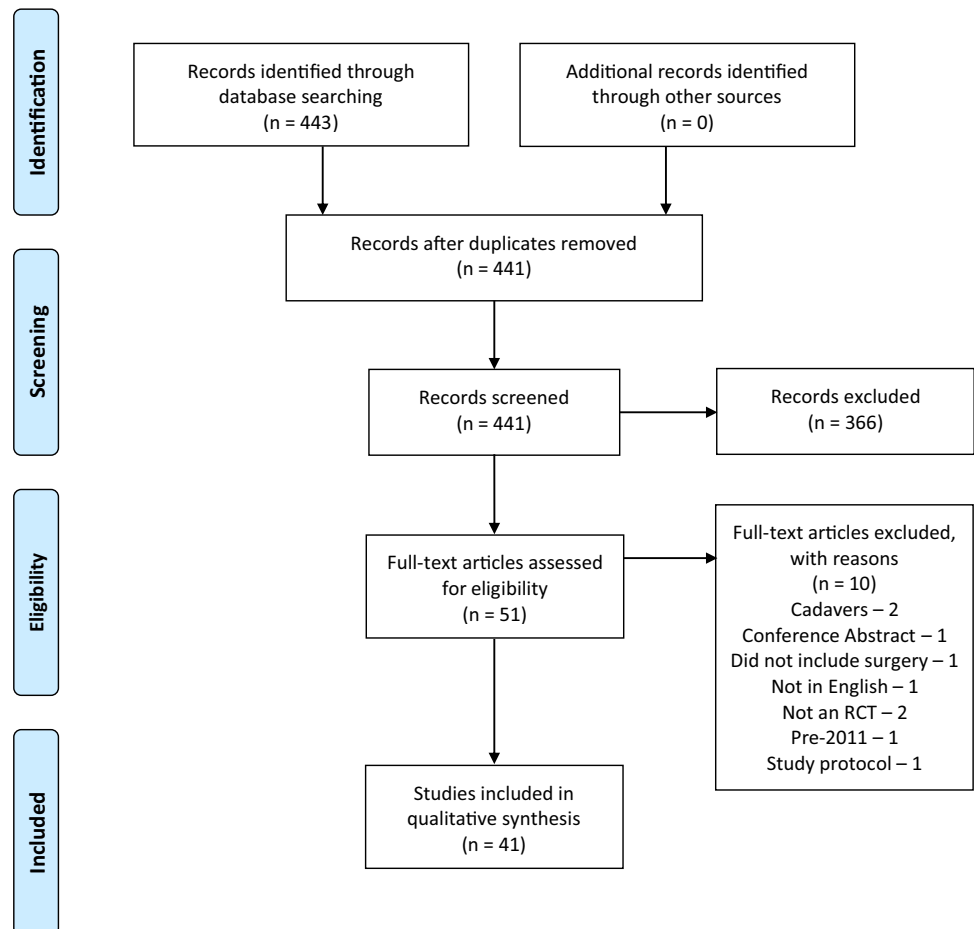 Identification
Records identified through
database searching
(n = 443)
Additional records identified
through other sources
(n = 0)
Records after duplicates removed
(n = 441)
Screening
Records screened
(n = 441)
Records excluded
(n = 366)
Eligibility
Full-text articles assessed
for eligibility
(n = 51)
Full-text articles excluded,
with reasons
(n = 10)
Cadavers – 2
Conference Abstract – 1
Did not include surgery – 1
Not in English – 1
Not an RCT – 2
Pre-2011 – 1
Study protocol – 1
Included
Studies included in
qualitative synthesis
(n = 41)